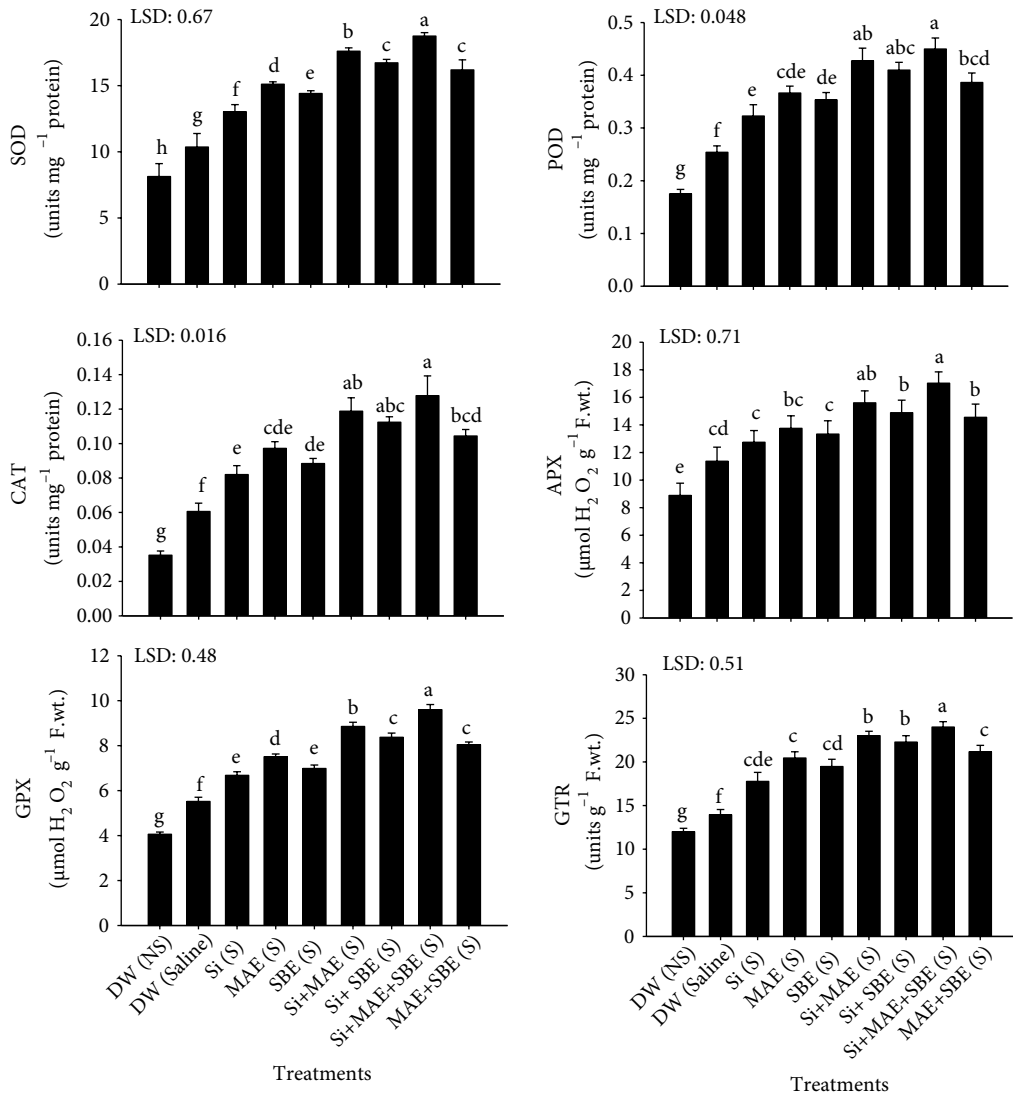 LSD: 0.67
SOD
(units mg ⁻¹ protein)
20
15
10
5
0
h
g
f
d
e
b
c
a
c
LSD: 0.048
POD
(units mg ⁻¹ protein)
0.5
0.4
0.3
0.2
0.1
0.0
g
f
e
cde
de
ab
abc
a
bcd
LSD: 0.016
CAT
(units mg⁻¹ protein)
0.16
0.14
0.12
0.10
0.08
0.06
0.04
0.02
0.00
g
f
e
cde
de
ab
abc
a
bcd
LSD: 0.71
APX
(µmol H₂O₂ g⁻¹ F.wt.)
20
18
16
14
12
10
8
6
4
2
0
e
cd
c
bc
c
ab
b
a
b
LSD: 0.48
GPX
(µmol H₂O₂ g⁻¹ F.wt.)
12
10
8
6
4
2
0
g
f
e
d
e
b
c
a
c
DW (NS)
DW (Saline)
Si (S)
MAE (S)
SBE (S)
Si+MAE (S)
Si+ SBE (S)
Si+MAE+SBE (S)
MAE+SBE (S)
Treatments
LSD: 0.51
GTR
(units g⁻¹ F.wt.)
30
25
20
15
10
5
0
g
f
cde
c
cd
b
b
a
c
DW (NS)
DW (Saline)
Si (S)
MAE (S)
SBE (S)
Si+MAE (S)
Si+ SBE (S)
Si+MAE+SBE (S)
MAE+SBE (S)
Treatments